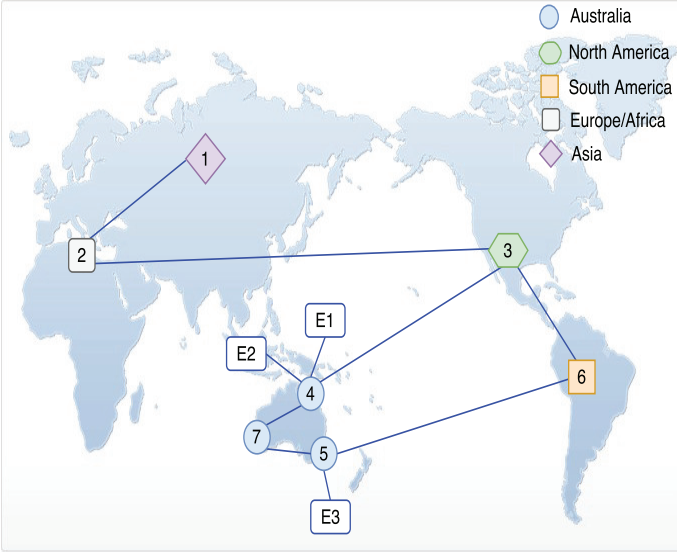 Australia
North America
South America
Europe/Africa
Asia
1
2
3
E1
E2
4
6
7
5
E3